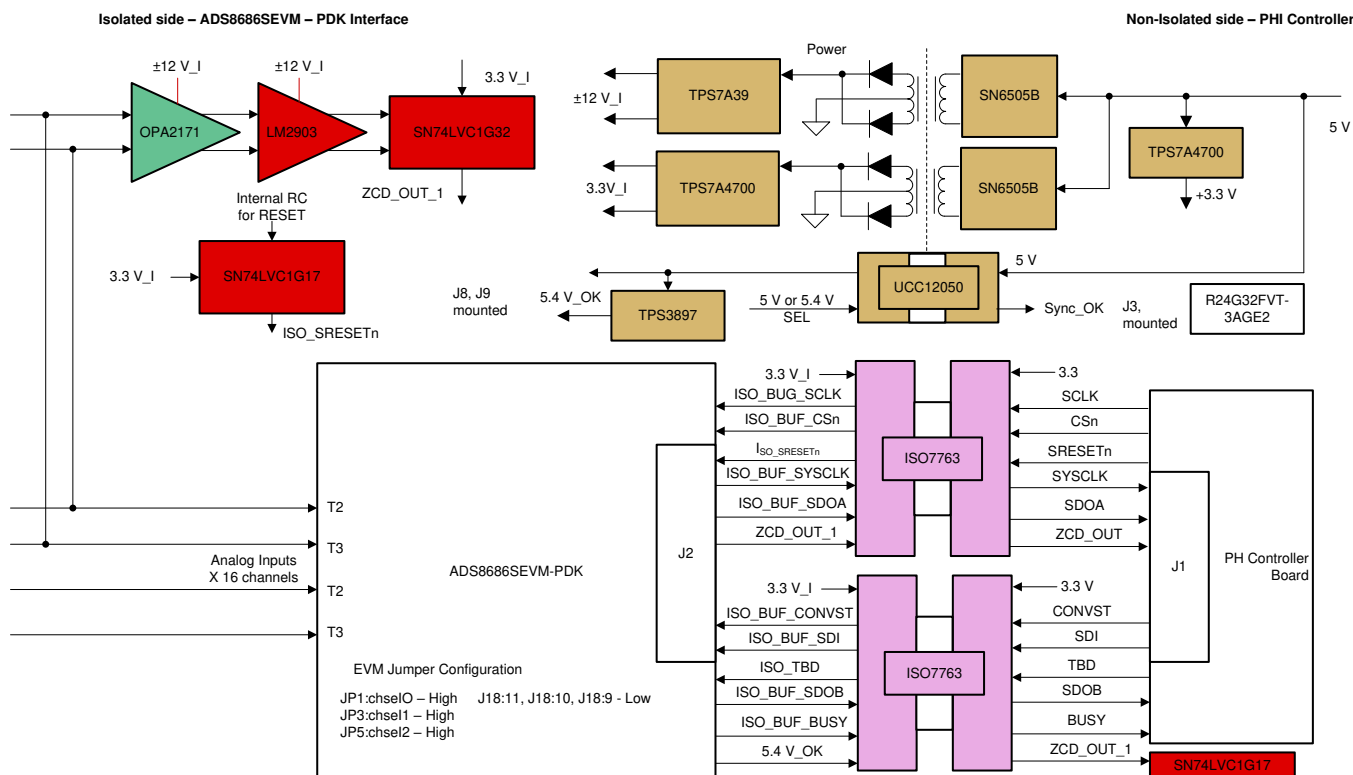 Isolated side – ADS8686SEVM – PDK Interface
Non-Isolated side – PHI Controller
±12 V_I
±12 V_I
3.3 V_I
OPA2171
LM2903
SN74LVC1G32
ZCD_OUT_1
Internal RC
for RESET
3.3 V_I
SN74LVC1G17
ISO_SRESETn
Power
±12 V_I
TPS7A39
SN6505B
5 V
TPS7A4700
+3.3 V
3.3V_I
TPS7A4700
SN6505B
5 V
J8, J9
mounted
5.4 V_OK
TPS3897
5 V or 5.4 V
SEL
UCC12050
Sync_OK
J3,
mounted
R24G32FVT-
3AGE2
T2
T3
Analog Inputs
X 16 channels
T2
T3
ADS8686SEVM-PDK
EVM Jumper Configuration
JP1:chselO – High
J18:11, J18:10, J18:9 - Low
JP3:chsel1 – High
JP5:chsel2 – High
J2
3.3 V_I
ISO_BUG_SCLK
ISO_BUF_CSn
ISO_SRESETn
ISO_BUF_SYSCLK
ISO_BUF_SDOA
ZCD_OUT_1
ISO7763
3.3
SCLK
CSn
SRESETn
SYSCLK
SDOA
ZCD_OUT
3.3 V_I
ISO_BUF_CONVST
ISO_BUF_SDI
ISO_TBD
ISO_BUF_SDOB
ISO_BUF_BUSY
5.4 V_OK
ISO7763
3.3 V
CONVST
SDI
TBD
SDOB
BUSY
ZCD_OUT_1
J1
PH Controller
Board
SN74LVC1G17